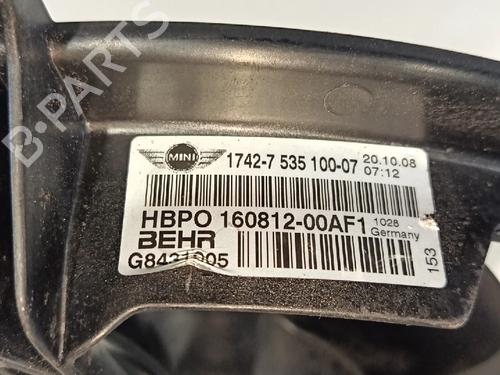 B-PARTS
MINI 1742-7 535 100-07 20.10.08
07:12
HBPO 160812-00AF1 1028
Germany
BEHR
G8431005
153